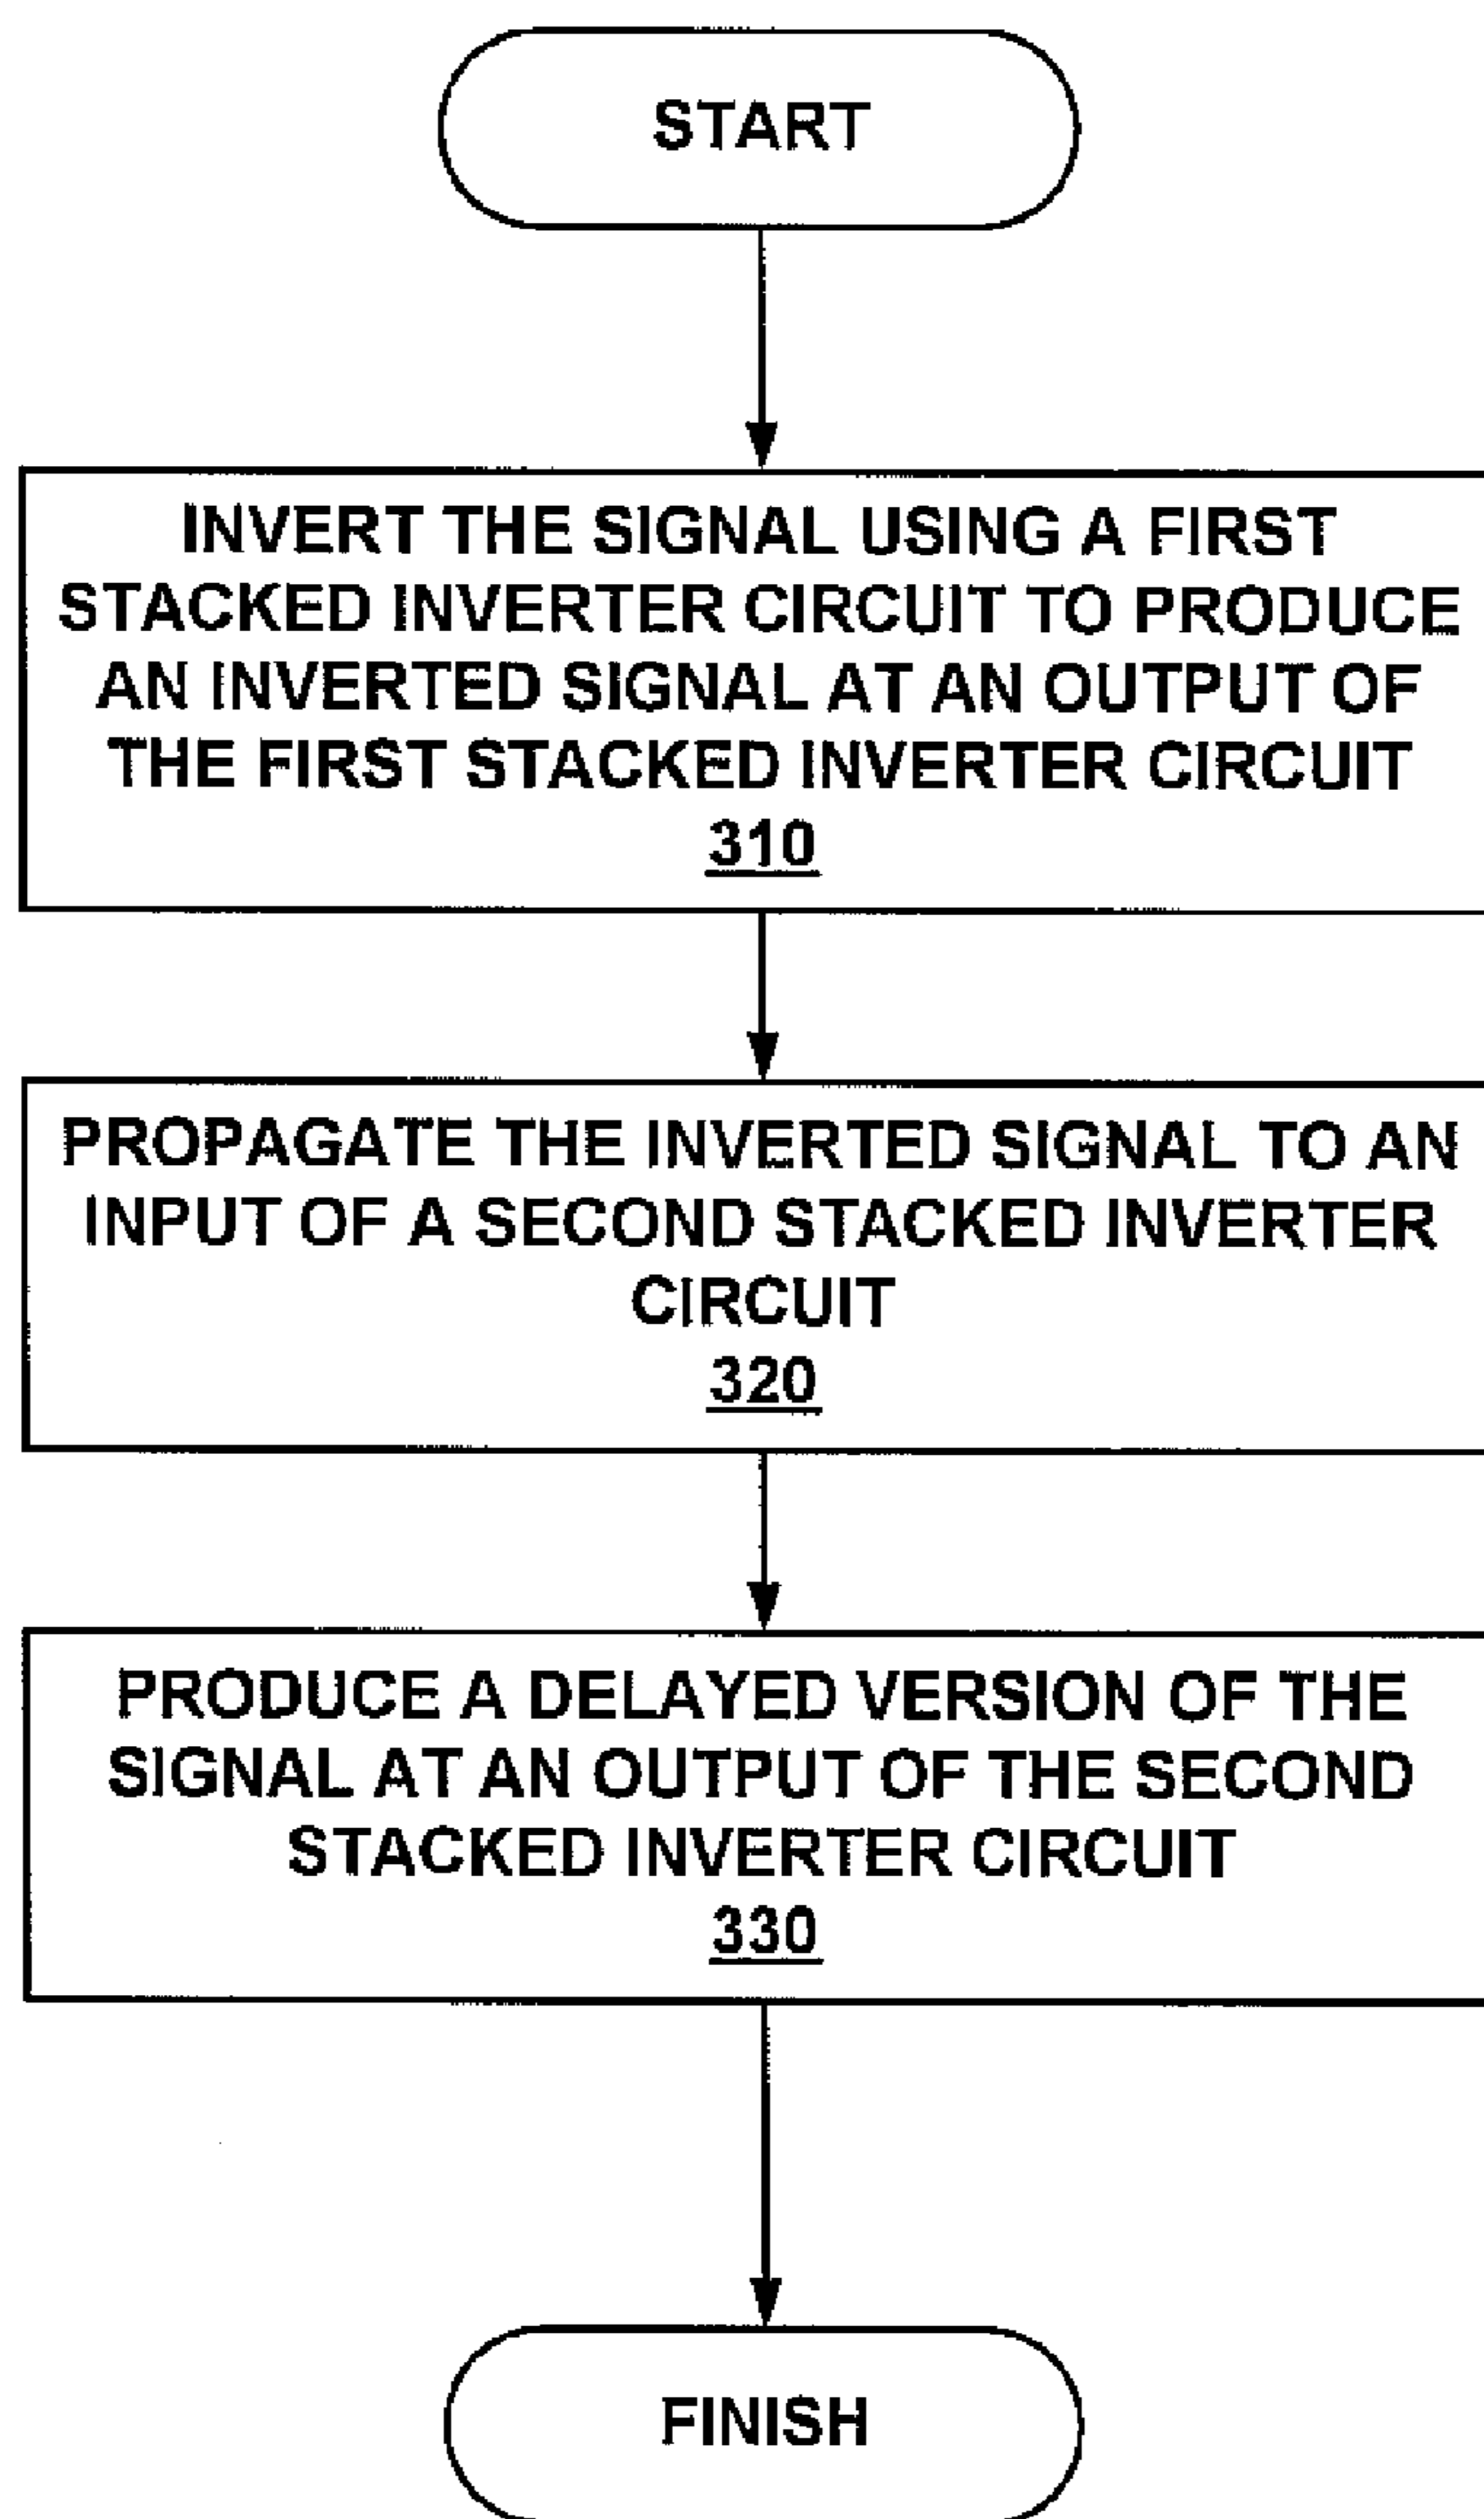 START
INVERT THE SIGNAL USING A FIRST
STACKED INVERTER CIRCUIT TO PRODUCE
AN INVERTED SIGNAL AT AN OUTPUT OF
THE FIRST STACKED INVERTER CIRCUIT
310
PROPAGATE THE INVERTED SIGNAL TO AN
INPUT OF A SECOND STACKED INVERTER
CIRCUIT
320
PRODUCE A DELAYED VERSION OF THE
SIGNAL AT AN OUTPUT OF THE SECOND
STACKED INVERTER CIRCUIT
330
FINISH